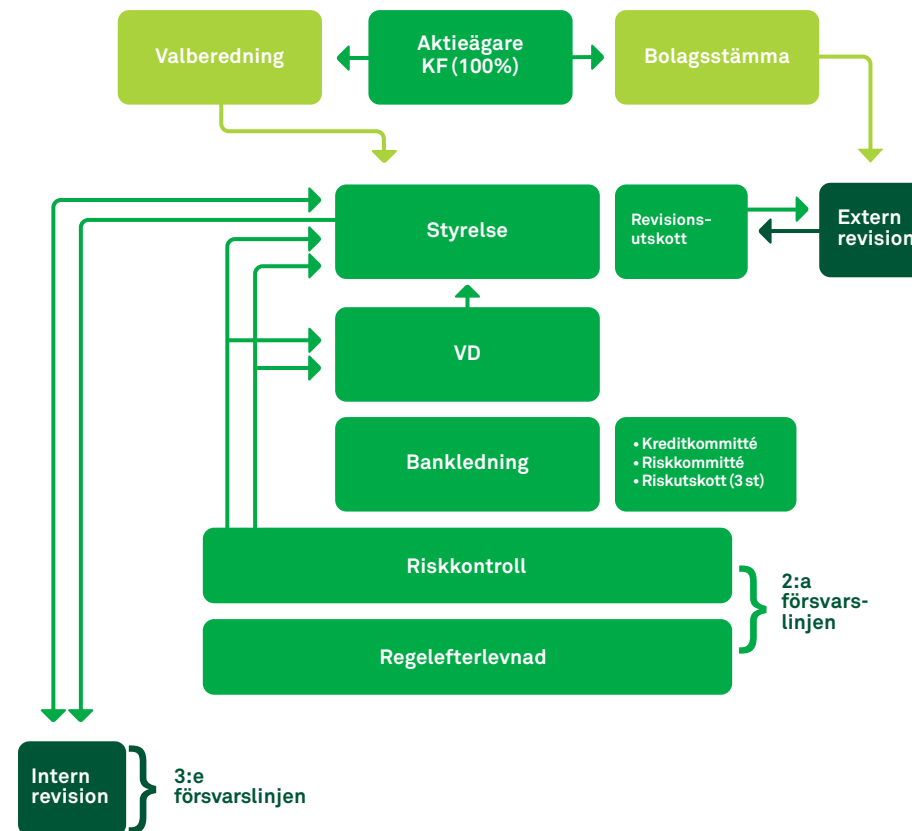 Valberedning
Aktieägare
KF (100%)
Bolagsstämma
Styrelse
Revisions-
utskott
Extern
revision
VD
Bankledning
• Kreditkommitté
• Riskkommitté
• Riskutskott (3 st)
Riskkontroll
2:a
försvars-
linjen
Regelefterlevnad
Intern
revision
3:e
försvarslinjen